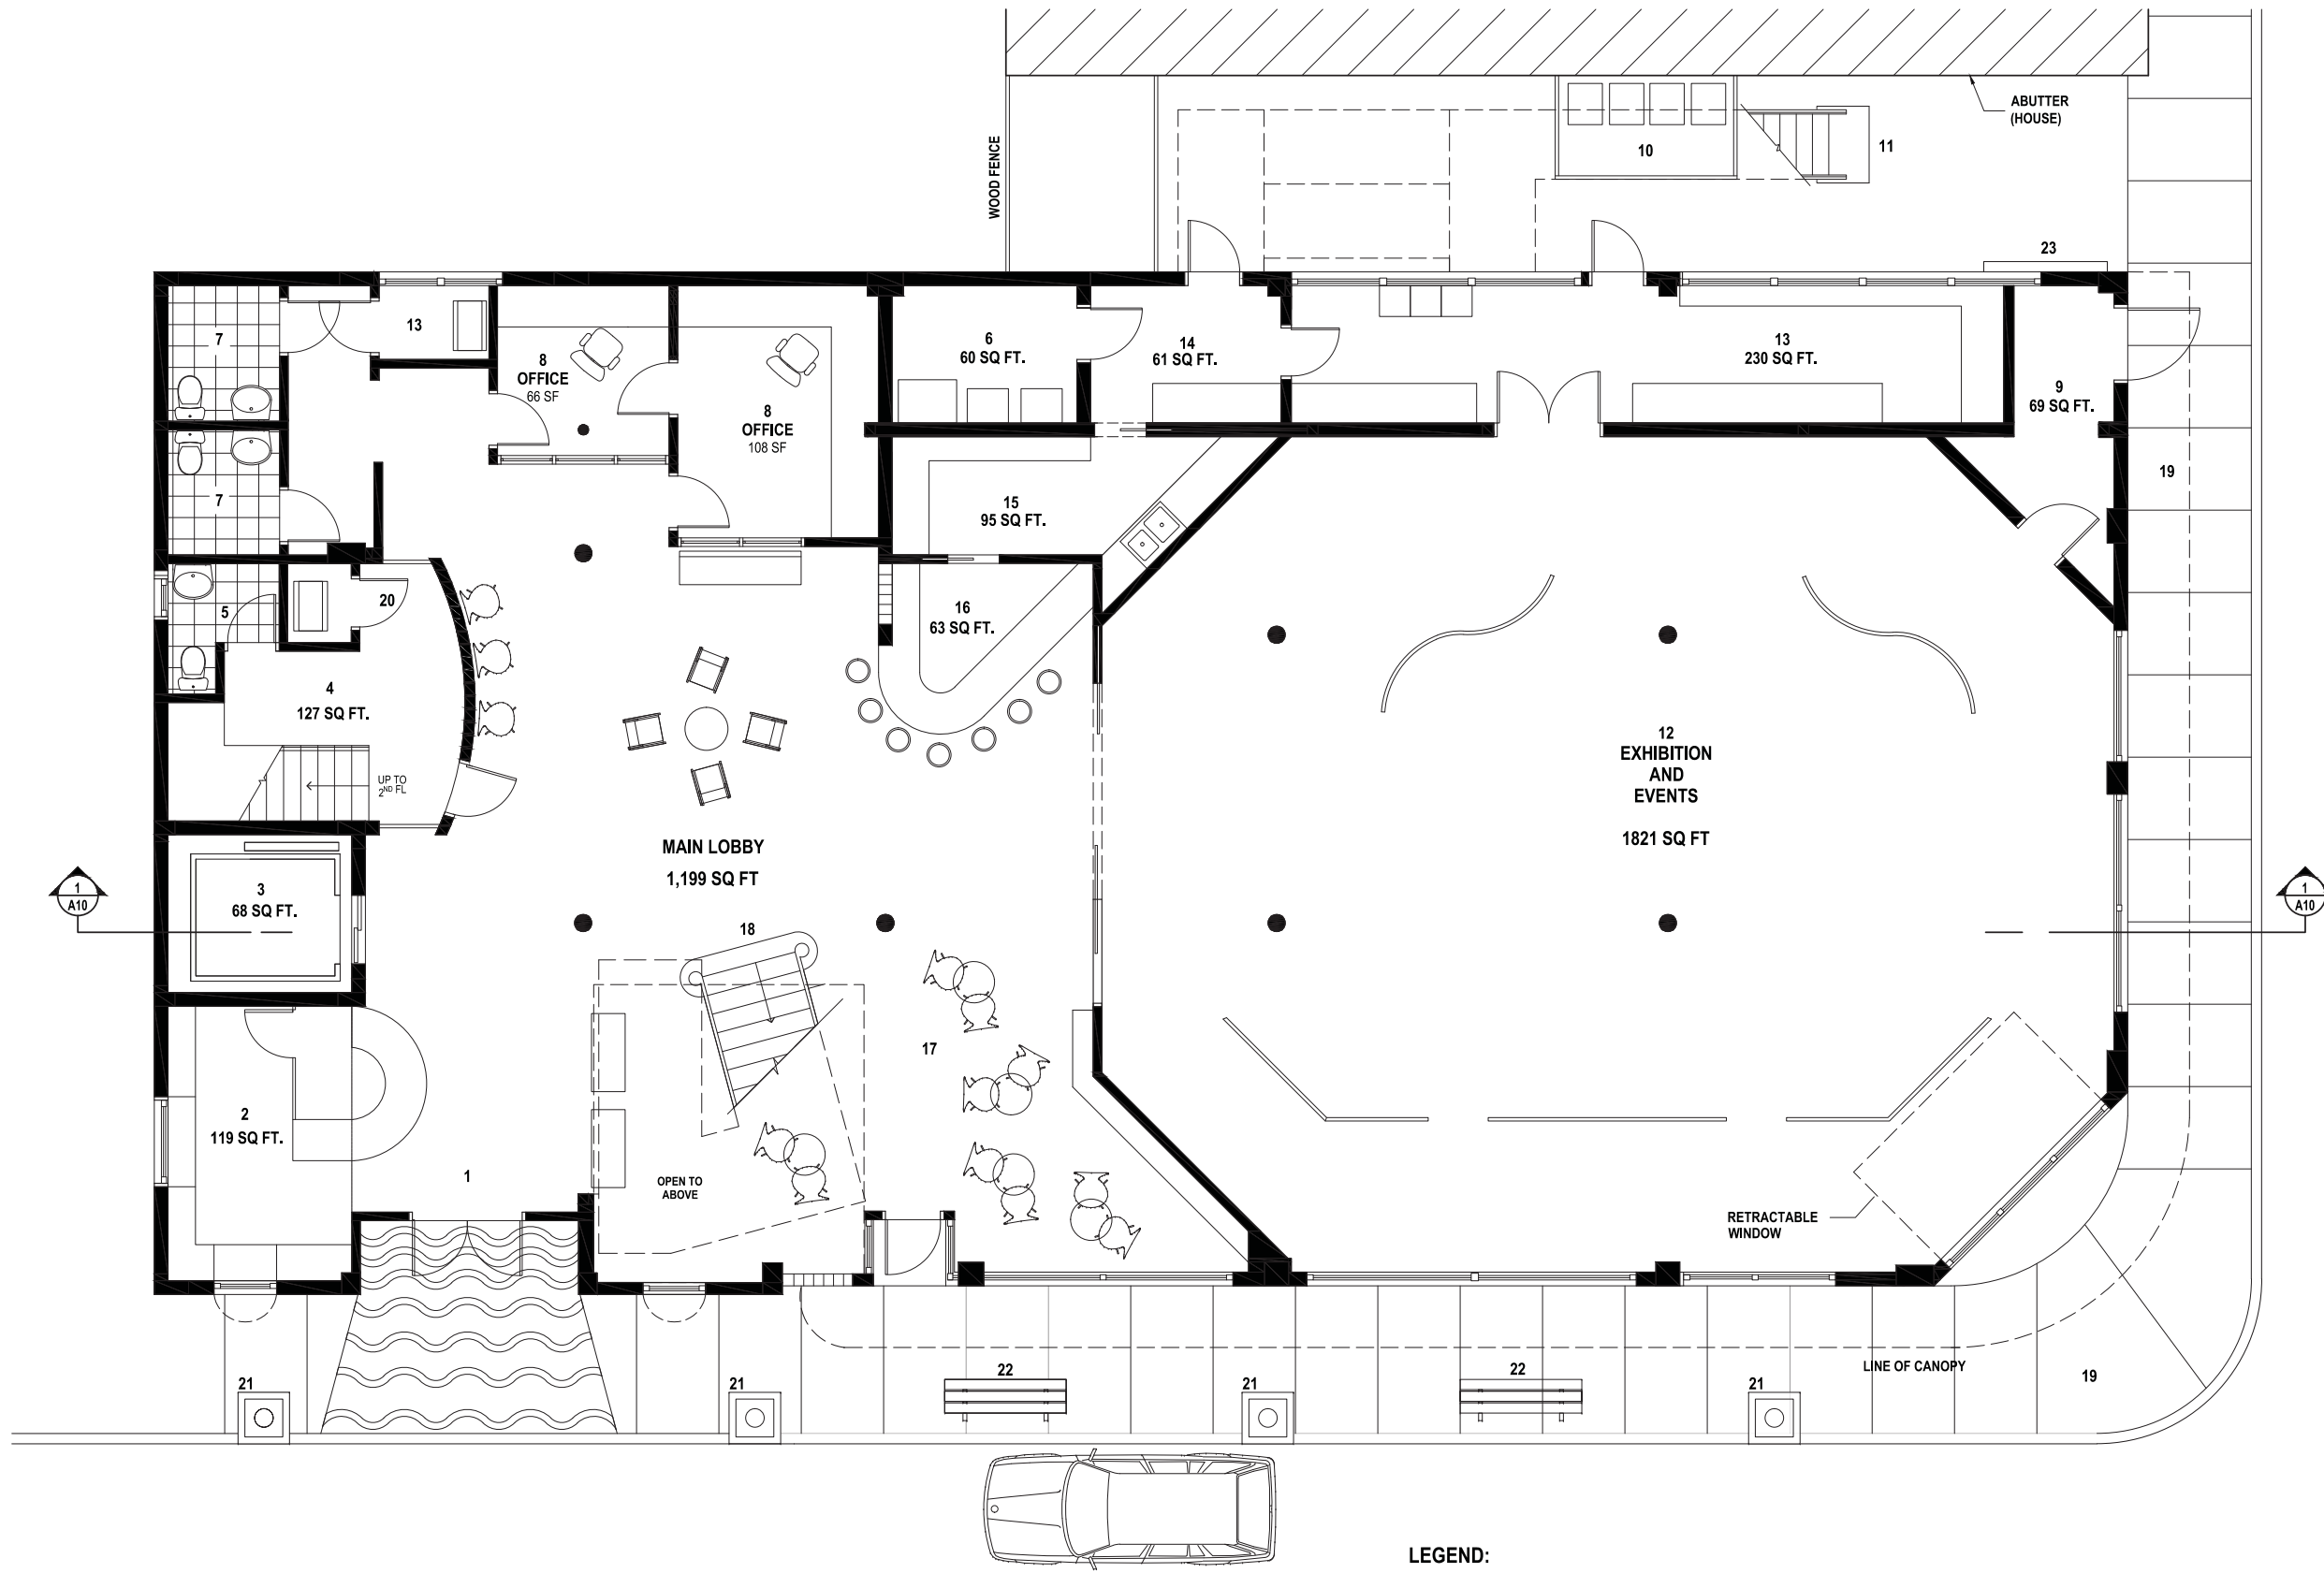 ABUTTER
(HOUSE)
WOOD FENCE
10
11
23
13
7
8
OFFICE
66 SF
8
OFFICE
108 SF
6
60 SQ FT.
14
61 SQ FT.
13
230 SQ FT.
9
69 SQ FT.
19
7
15
95 SQ FT.
5
20
16
63 SQ FT.
4
127 SQ FT.
UP TO
2ND FL
12
EXHIBITION
AND
EVENTS
1821 SQ FT
MAIN LOBBY
1,199 SQ FT
1
A10
3
68 SQ FT.
1
A10
18
17
2
119 SQ FT.
1
OPEN TO
ABOVE
RETRACTABLE
WINDOW
LINE OF CANOPY
19
21
21
22
21
22
21
LEGEND: